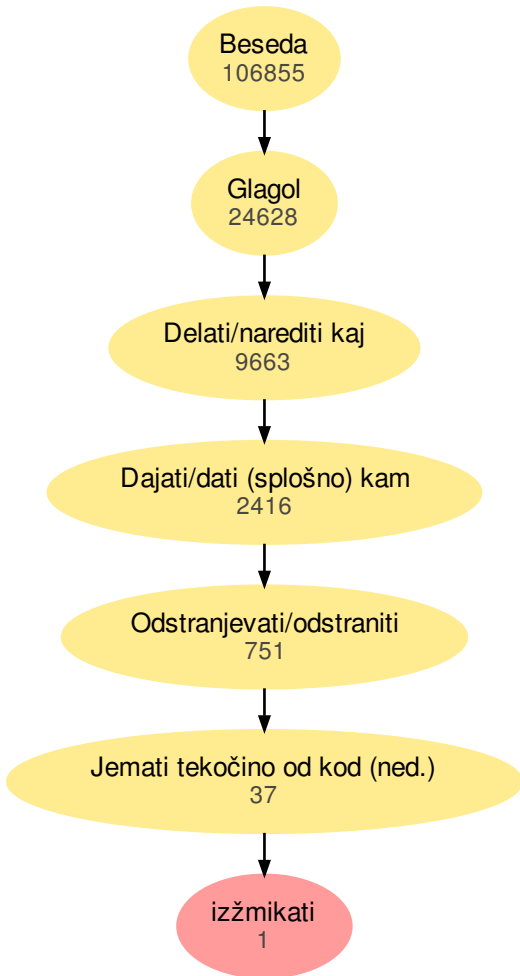 Beseda
106855
Glagol
24628
Delati/narediti kaj
9663
Dajati/dati (splošno) kam
2416
Odstranjevati/odstraniti
751
Jemati tekočino od kod (ned.)
37
izžmikati
1